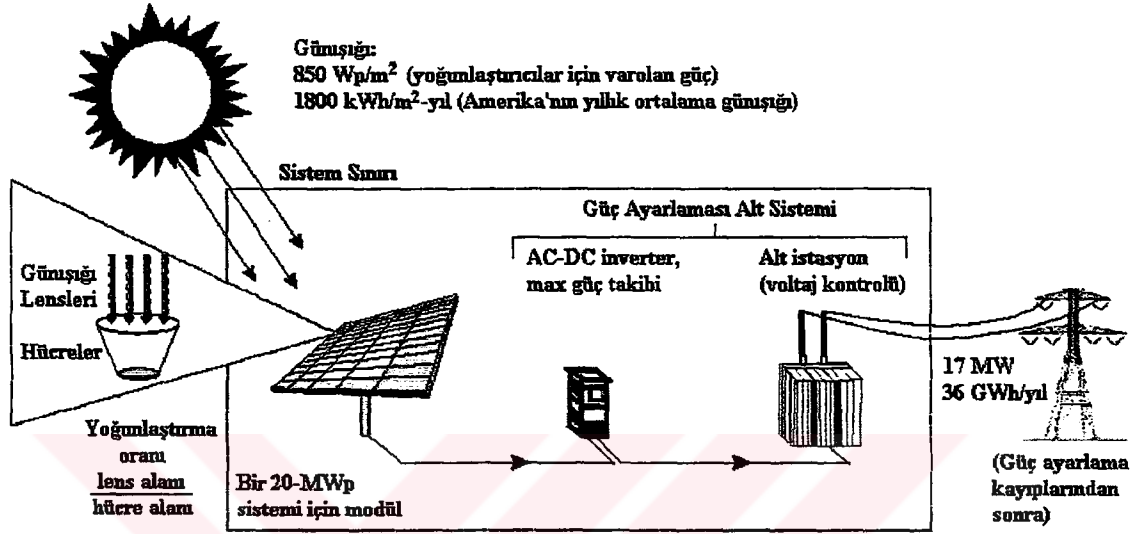 Günışığı:
850 Wp/m² (yoğunlaştırıcılar için varolan güç)
1800 kWh/m²-yıl (Amerika'nın yıllık ortalama günışığı)
Sistem Sınırı
Güç Ayarlaması Alt Sistemi
AC-DC inverter,
max güç takibi
Alt istasyon
(voltaj kontrolü)
Günışığı
Lensleri
Hücreler
17 MW
36 GWh/yıl
(Güç ayarlama
kayıplarından
sonra)
Yoğunlaştırma
oranı
lens alanı
hücre alanı
Bir 20-MWp
sistemi için modül